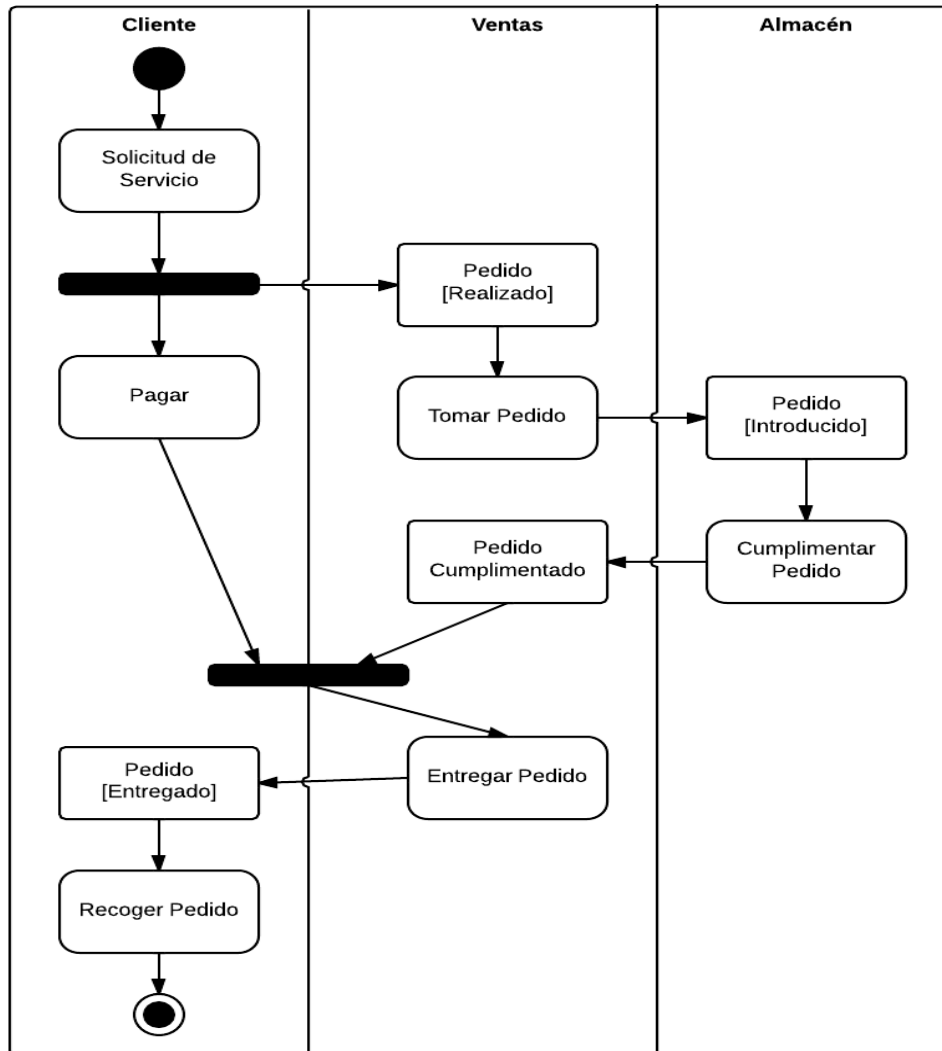 Cliente
Ventas
Almacén
Solicitud de
Servicio
Pedido
[Realizado]
Pagar
Tomar Pedido
Pedido
[Introducido]
Pedido
Cumplimentado
Cumplimentar
Pedido
Pedido
[Entregado]
Entregar Pedido
Recoger Pedido